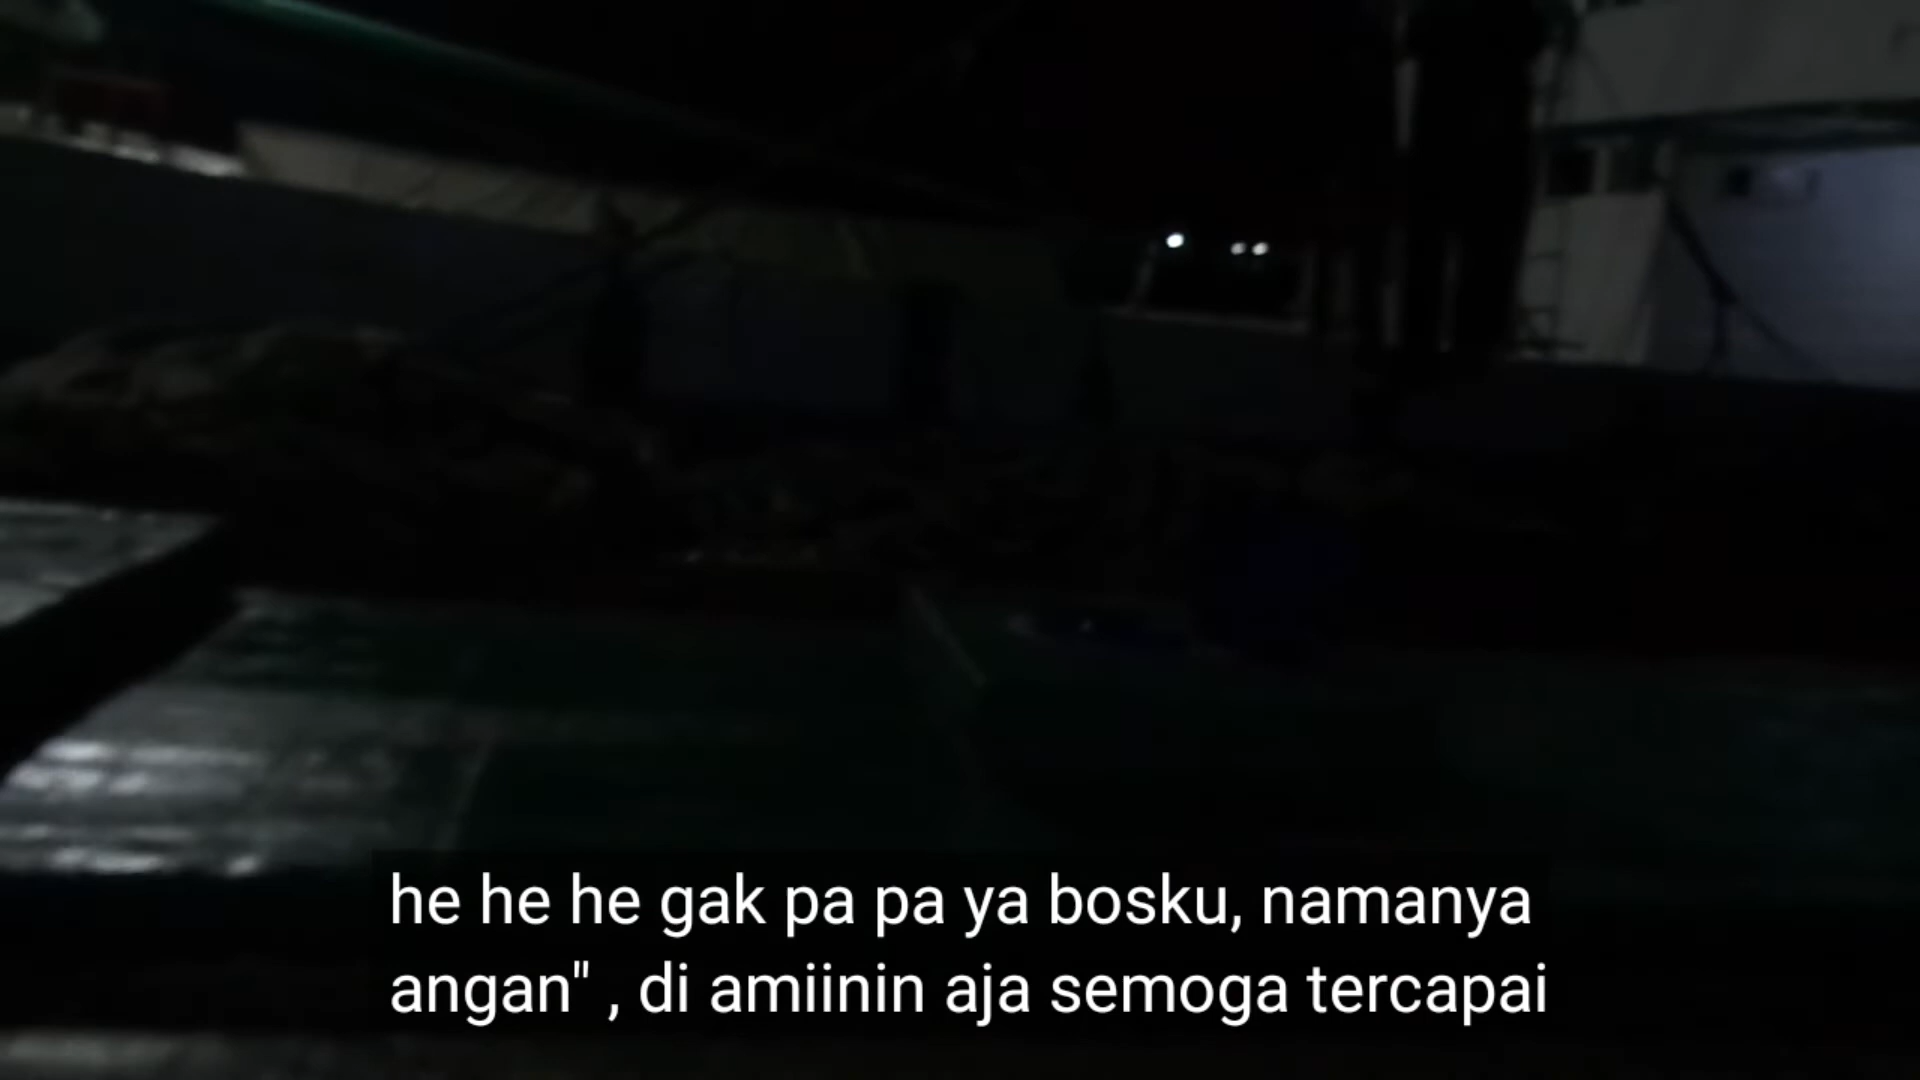 he he he gak pa pa ya bosku, namanya
angan" , di amiinin aja semoga tercapai